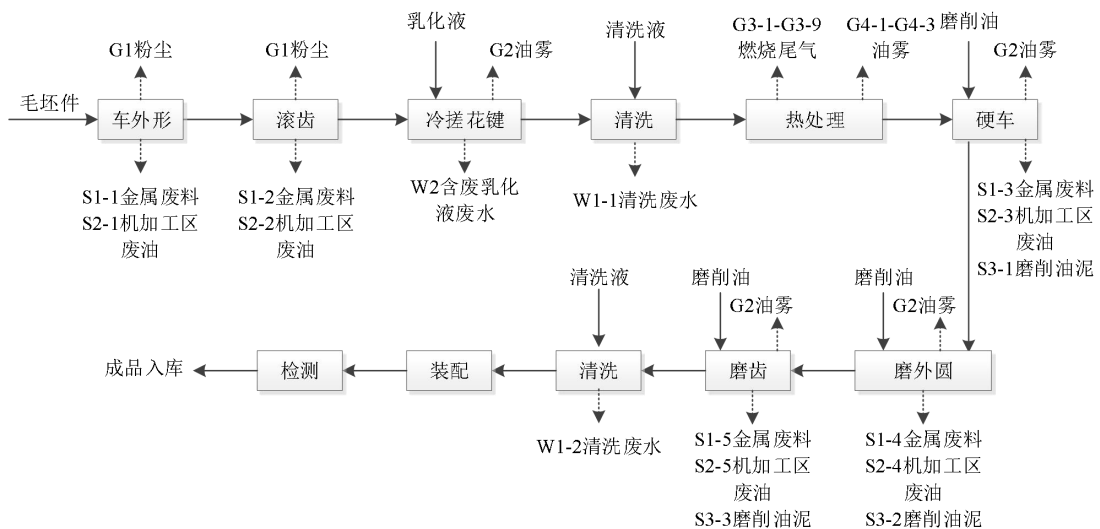 乳化液
清洗液
G3-1-G3-9
燃烧尾气
G4-1-G4-3
油雾
磨削油
G1粉尘
G1粉尘
G2油雾
G2油雾
毛坯件
车外形
滚齿
冷搓花键
清洗
热处理
硬车
S1-1金属废料
S2-1机加工区
废油
S1-2金属废料
S2-2机加工区
废油
W2含废乳化
液废水
W1-1清洗废水
S1-3金属废料
S2-3机加工区
废油
S3-1磨削油泥
清洗液
磨削油
G2油雾
磨削油
G2油雾
成品入库
检测
装配
清洗
磨齿
磨外圆
W1-2清洗废水
S1-5金属废料
S2-5机加工区
废油
S3-3磨削油泥
S1-4金属废料
S2-4机加工区
废油
S3-2磨削油泥